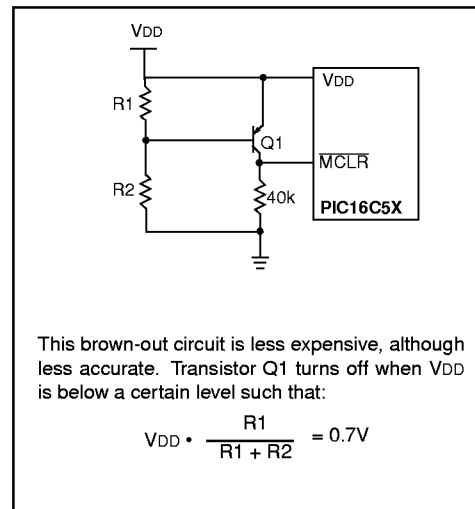 VDD
VDD
R1
Q1
MCLR
R2
40k
PIC16C5X
This brown-out circuit is less expensive, although
less accurate. Transistor Q1 turns off when VDD
is below a certain level such that:
VDD • R1 / R1 + R2 = 0.7V